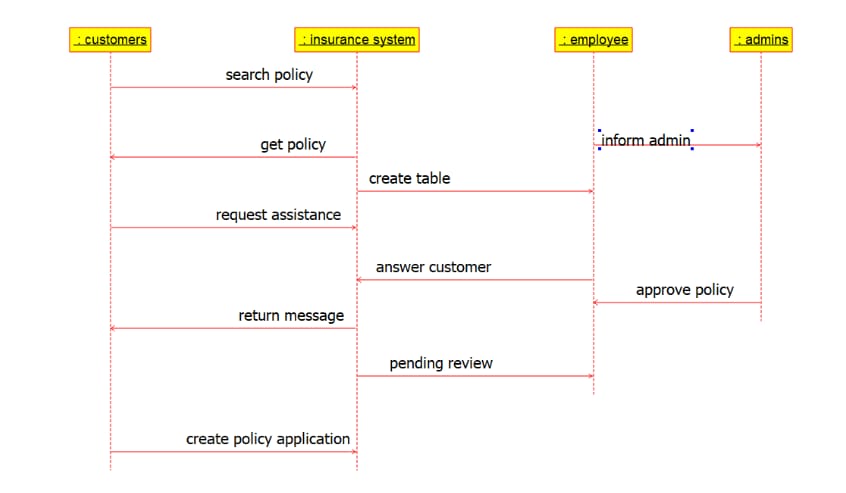 : customers
: insurance system
: employee
: admins
search policy
inform admin
get policy
create table
request assistance
answer customer
approve policy
return message
pending review
create policy application